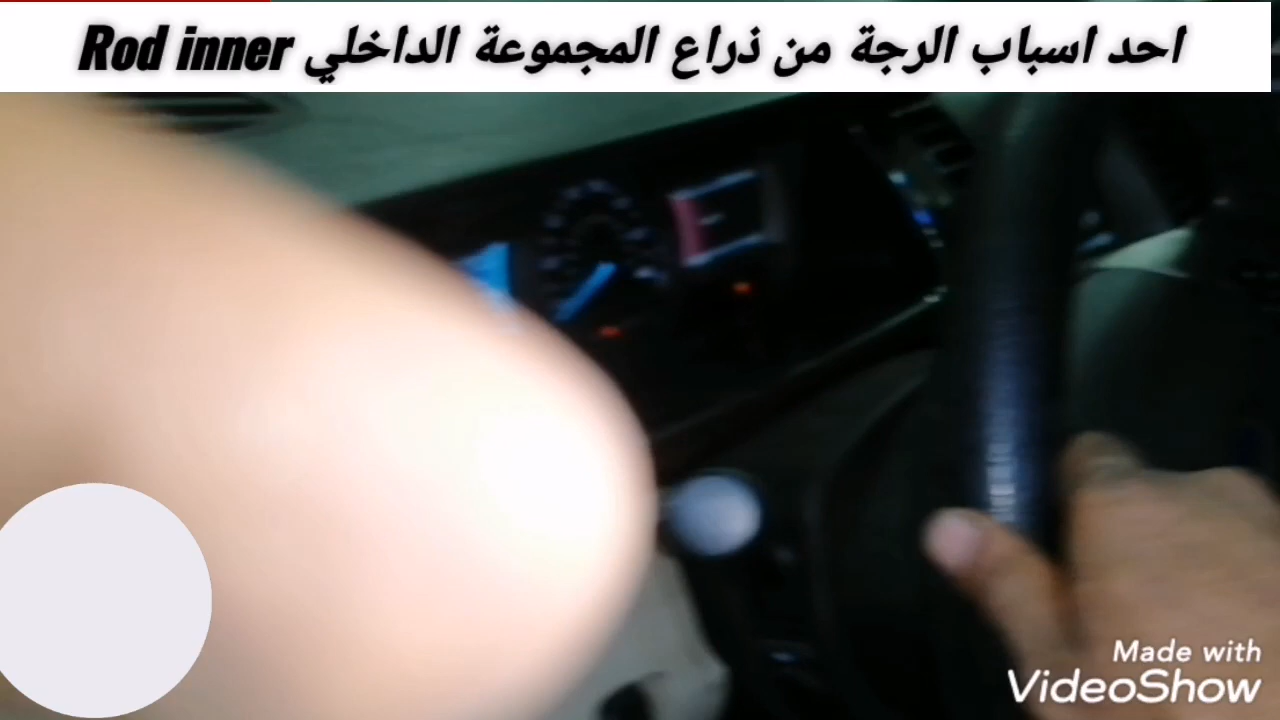 احد اسباب الرجة من ذراع المجموعة الداخلي Rod inner
Made with
VideoShow